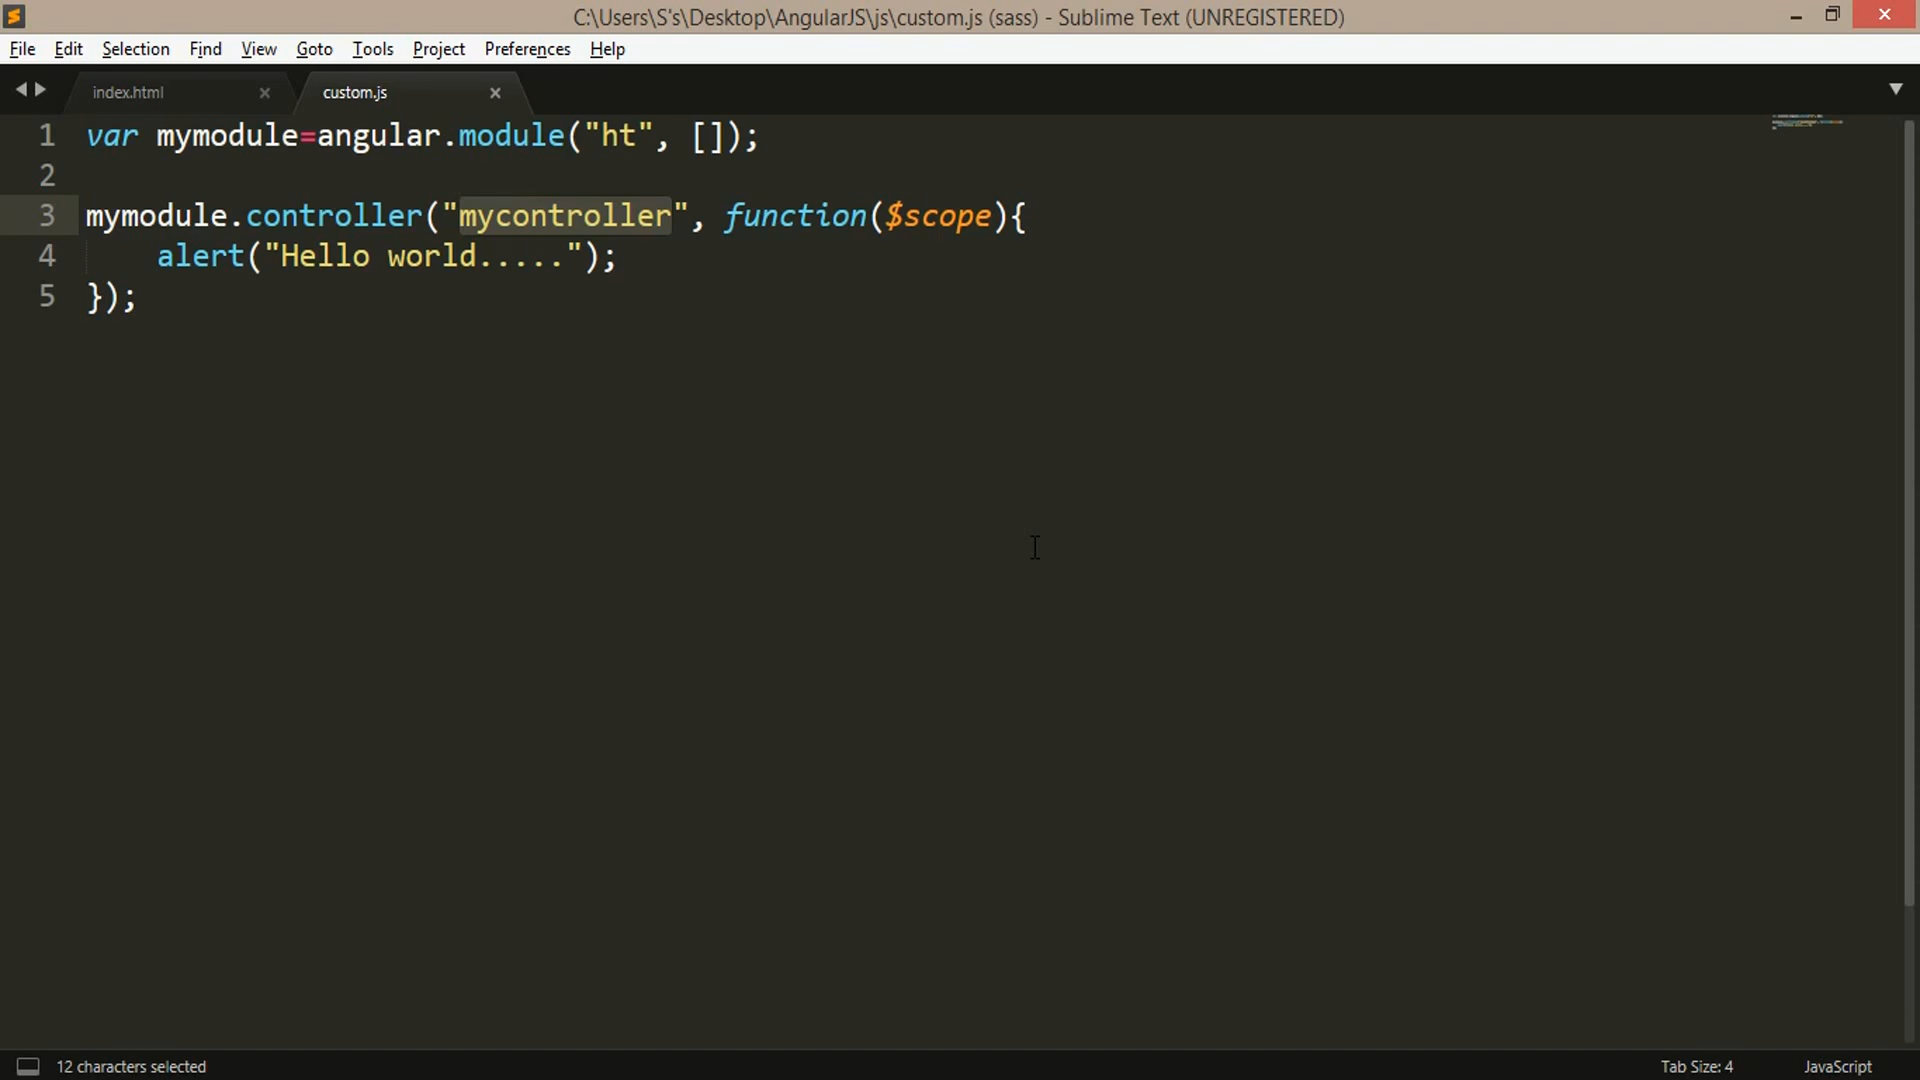 C:\Users\S's\Desktop\AngularJS\js\custom.js (sass) - Sublime Text (UNREGISTERED)
File Edit Selection Find View Goto Tools Project Preferences Help
index.html custom.js
1 var mymodule=angular.module("ht", []);
2
3 mymodule.controller("mycontroller", function($scope){
4 alert("Hello world.....");
5 });
12 characters selected Tab Size: 4 JavaScript